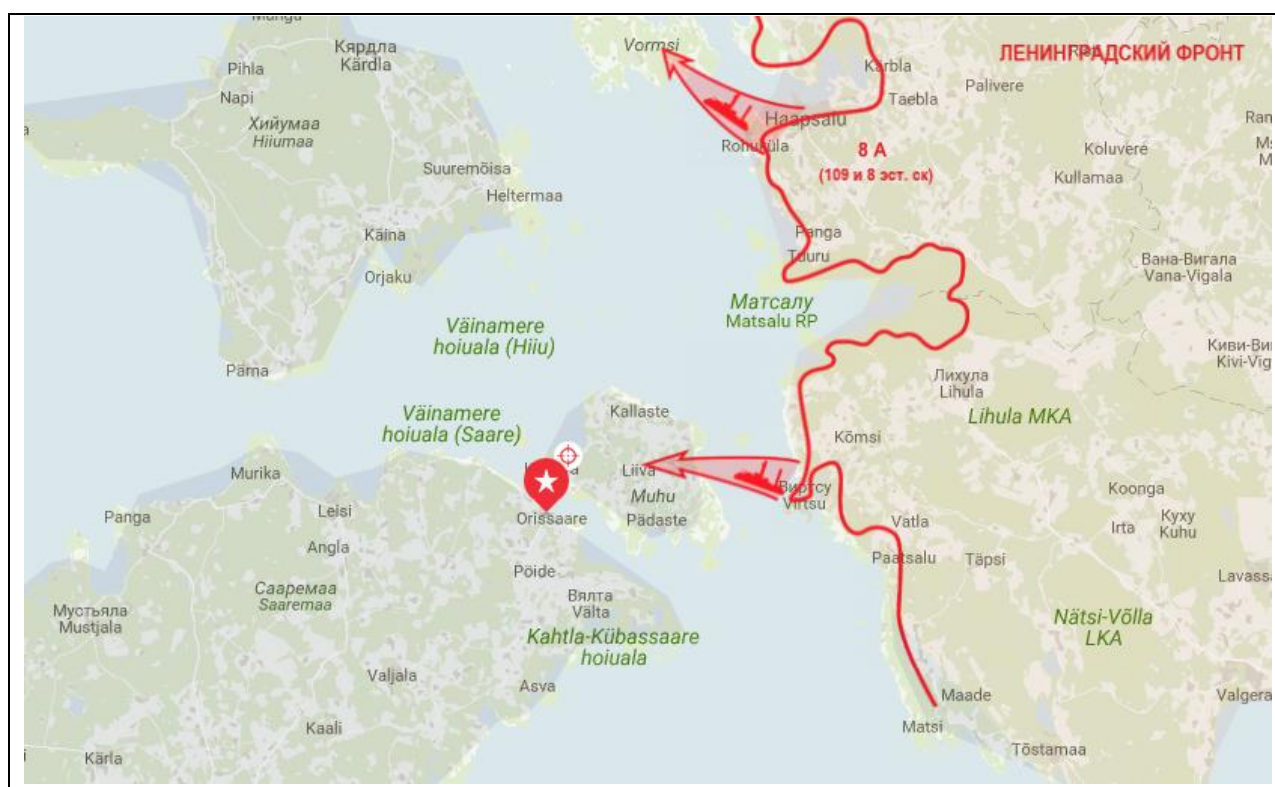 Vormsi
ЛЕНИНГРАДСКИЙ ФРОНТ
Кярдла
Kärdla
Kärbla
Pihla
Palivere
Taebla
Napi
Haapsalu
Хийумаа
Hiiumaa
8 А
(109 и 8 эст. ск)
Koluvere
Suuremõisa
Kullamaa
Heltermaa
Panga
Tuuru
Käina
Вана-Вигала
Vana-Vigala
Orjaku
Матсалу
Matsalu RP
Väinamere
hoiuala (Hiiu)
Pärna
Лихула
Lihula
Kallaste
Lihula MKA
Väinamere
hoiuala (Saare)
Kõmsi
Murika
Liiva
Виртсу
Virtsu
Koonga
Muhu
Panga
Leisi
Orissaare
Pädaste
Vatla
Irta
Куху
Kuhu
Angla
Paatsalu
Täpsi
Pöide
Сааремаа
Saaremaa
Вялта
Välta
Мустьяла
Mustjala
Nätsi-Võlla
LKA
Kahtla-Kübassaare
hoiuala
Valjala
Asva
Maade
Matsi
Kaali
Tõstamaa
Kärla